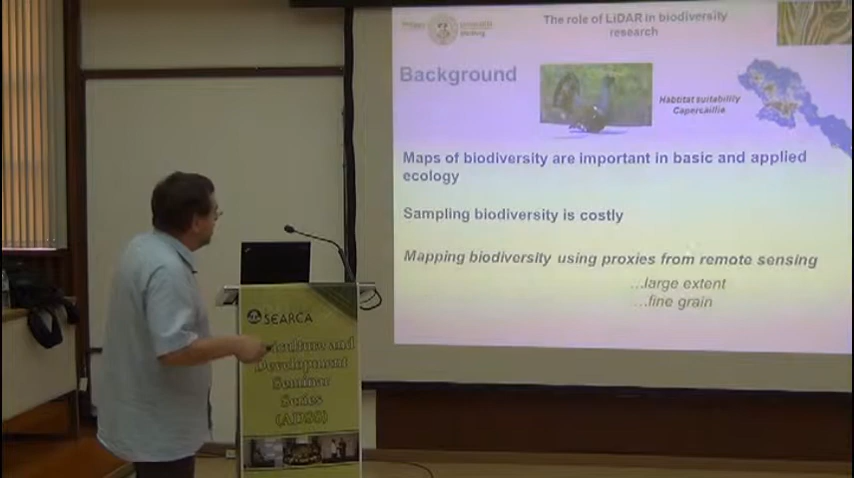 The role of LiDAR in biodiversity
research
Background
Habtitat suitability
Capercaillie
Maps of biodiversity are important in basic and applied
ecology
Sampling biodiversity is costly
Mapping biodiversity using proxies from remote sensing
...large extent
...fine grain
SEARCA
and
Development
Seminar
Series
(ADSS)